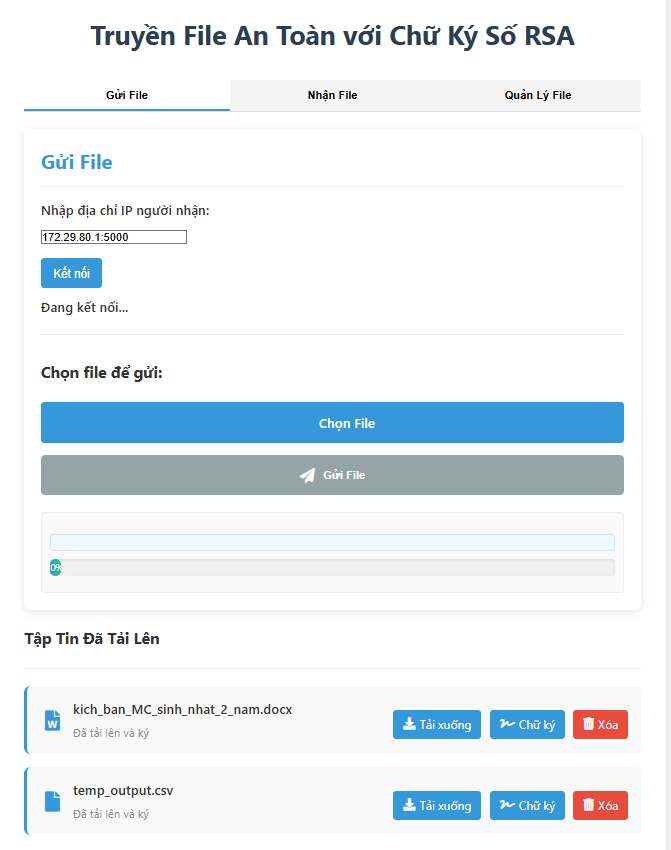 Truyền File An Toàn với Chữ Ký Số RSA
Gửi File
Nhận File
Quản Lý File
Gửi File
Nhập địa chỉ IP người nhận:
172.29.80.1:5000
Kết nối
Đang kết nối...
Chọn file để gửi:
Chọn File
Gửi File
0%
Tập Tin Đã Tải Lên
W
kich_ban_MC_sinh_nhat_2_nam.docx
Đã tải lên và ký
Tải xuống
Chữ ký
Xóa
temp_output.csv
Đã tải lên và ký
Tải xuống
Chữ ký
Xóa